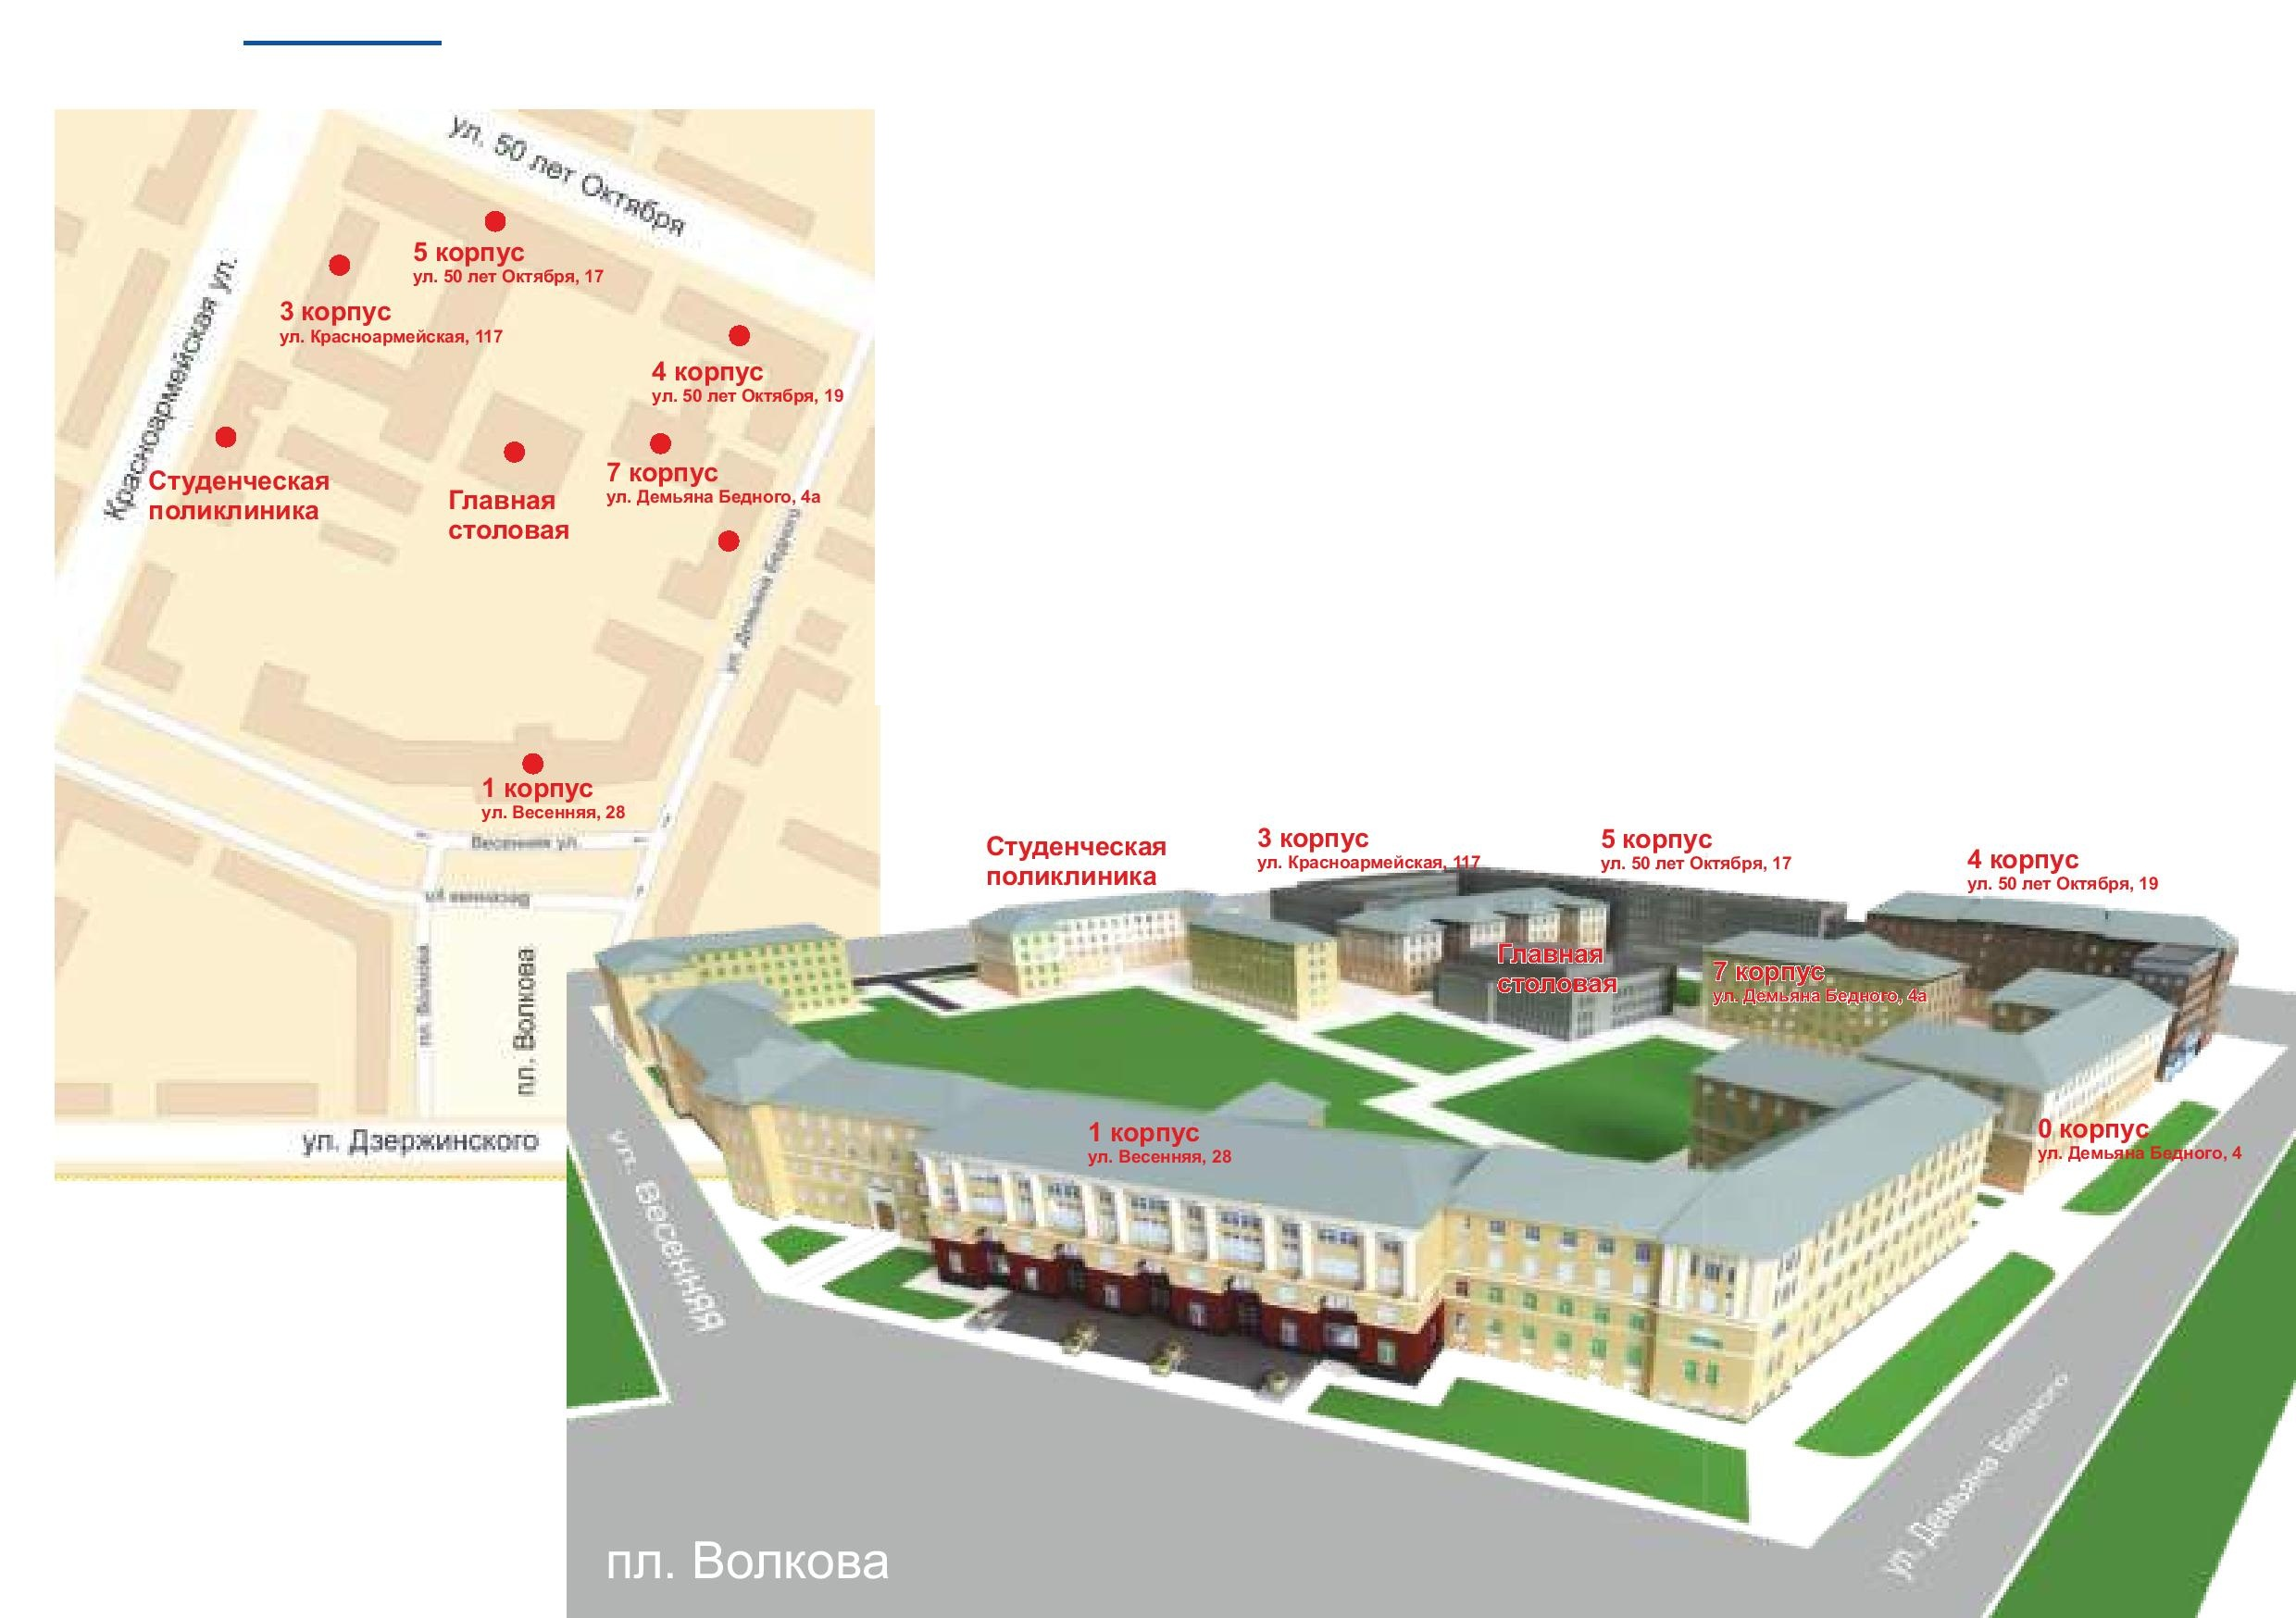 ул. 50 лет Октября
Красноармейская ул.
5 корпус
ул. 50 лет Октября, 17
3 корпус
ул. Красноармейская, 117
4 корпус
ул. 50 лет Октября, 19
7 корпус
ул. Демьяна Бедного, 4а
Студенческая
поликлиника
Главная
столовая
ул. Демьяна Бедного
1 корпус
ул. Весенняя, 28
Весенняя ул.
Весенняя ул.
пл. Волкова
пл. Волкова
ул. Дзержинского
Студенческая
поликлиника
3 корпус
ул. Красноармейская, 117
5 корпус
ул. 50 лет Октября, 17
4 корпус
ул. 50 лет Октября, 19
Главная
столовая
7 корпус
ул. Демьяна Бедного, 4а
1 корпус
ул. Весенняя, 28
0 корпус
ул. Демьяна Бедного, 4
ул. Весенняя
ул. Демьяна Бедного
пл. Волкова